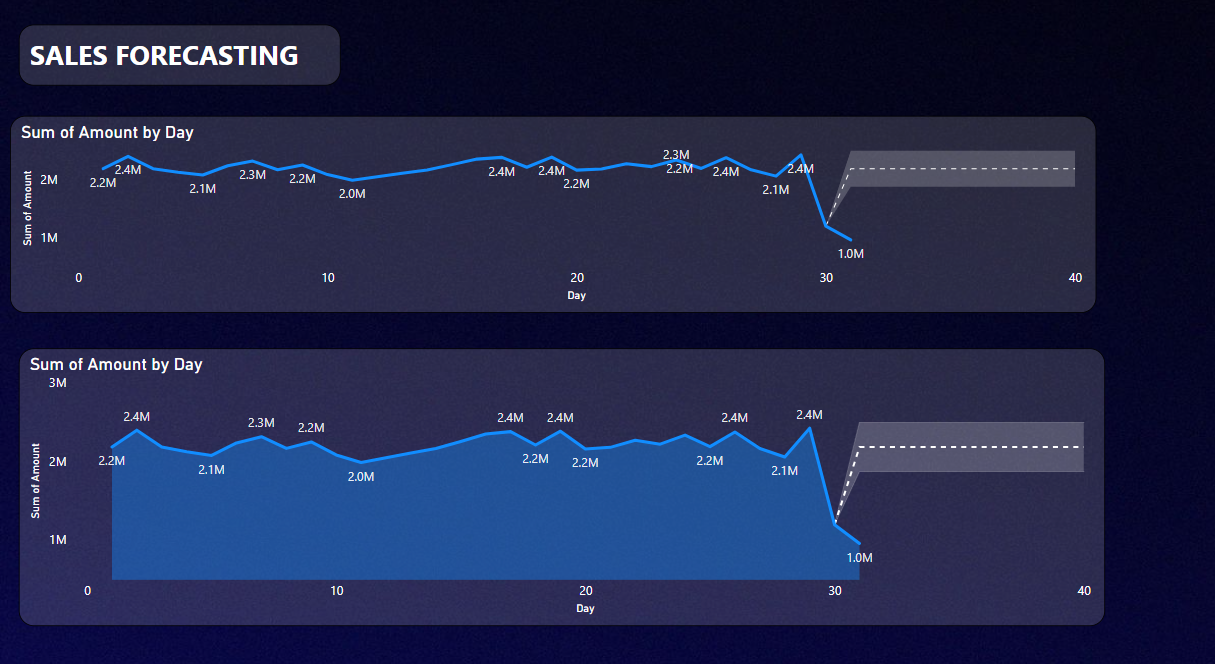 SALES FORECASTING
Sum of Amount by Day
Sum of Amount
2M
1M
2.2M
2.4M
2.1M
2.3M
2.2M
2.0M
2.4M
2.4M
2.2M
2.3M
2.2M
2.4M
2.1M
2.4M
1.0M
0
10
20
30
40
Day
Sum of Amount by Day
Sum of Amount
3M
2M
1M
2.2M
2.4M
2.1M
2.3M
2.2M
2.0M
2.4M
2.2M
2.4M
2.2M
2.2M
2.4M
2.1M
2.4M
1.0M
0
10
20
30
40
Day